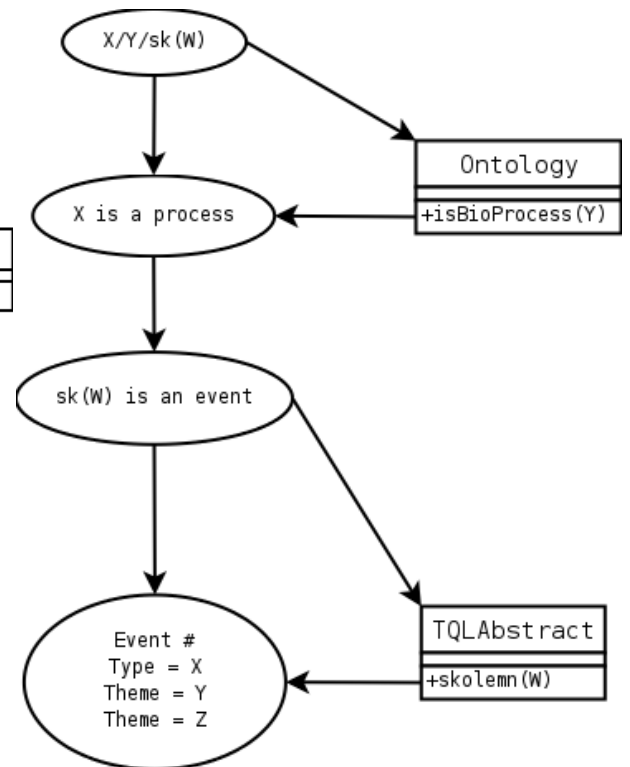 X/Y/sk(W)
Ontology
+isBioProcess(Y)
X is a process
sk(W) is an event
TQLAbstract
+skolemn(W)
Event #
Type = X
Theme = Y
Theme = Z